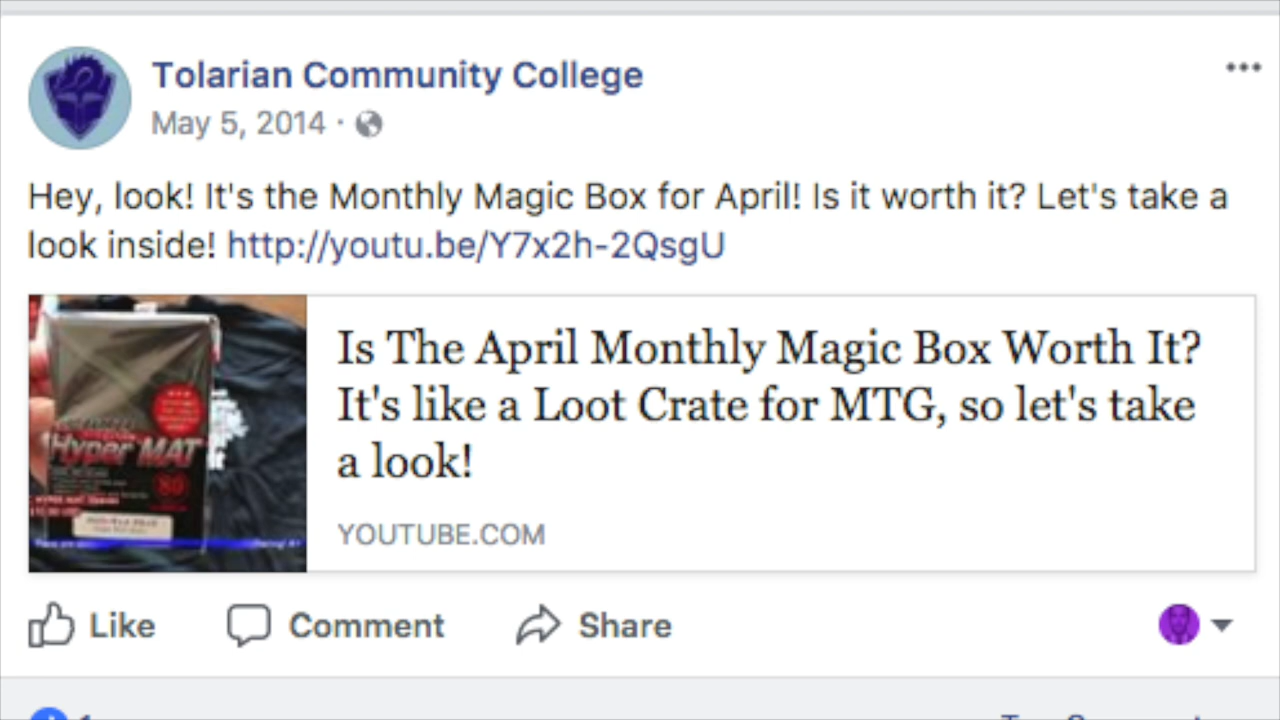 Tolarian Community College
May 5, 2014 ·
Hey, look! It's the Monthly Magic Box for April! Is it worth it? Let's take a
look inside! http://youtu.be/Y7x2h-2QsgU
Is The April Monthly Magic Box Worth It?
It's like a Loot Crate for MTG, so let's take
a look!
Hyper MAT
80
YOUTUBE.COM
Like Comment Share